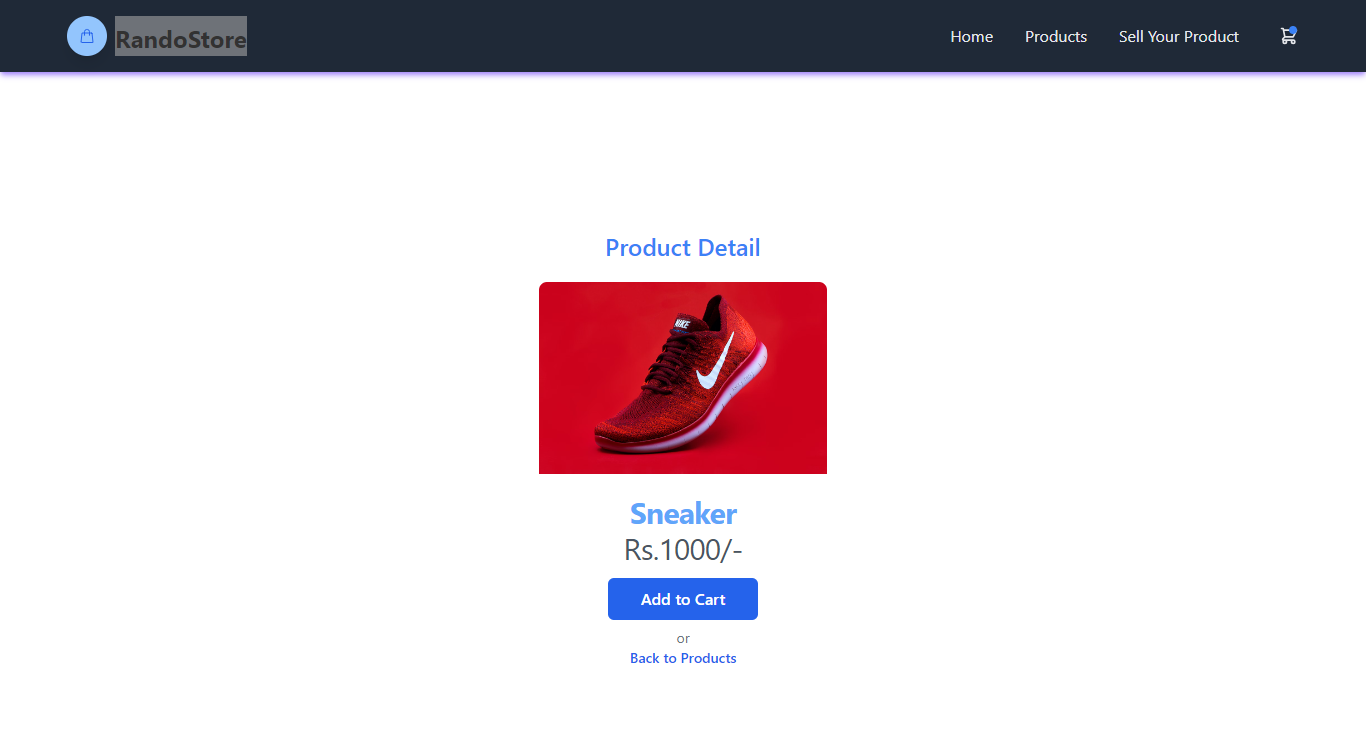 RandoStore
Home
Products
Sell Your Product
Product Detail
NIKE
Sneaker
Rs.1000/-
Add to Cart
or
Back to Products